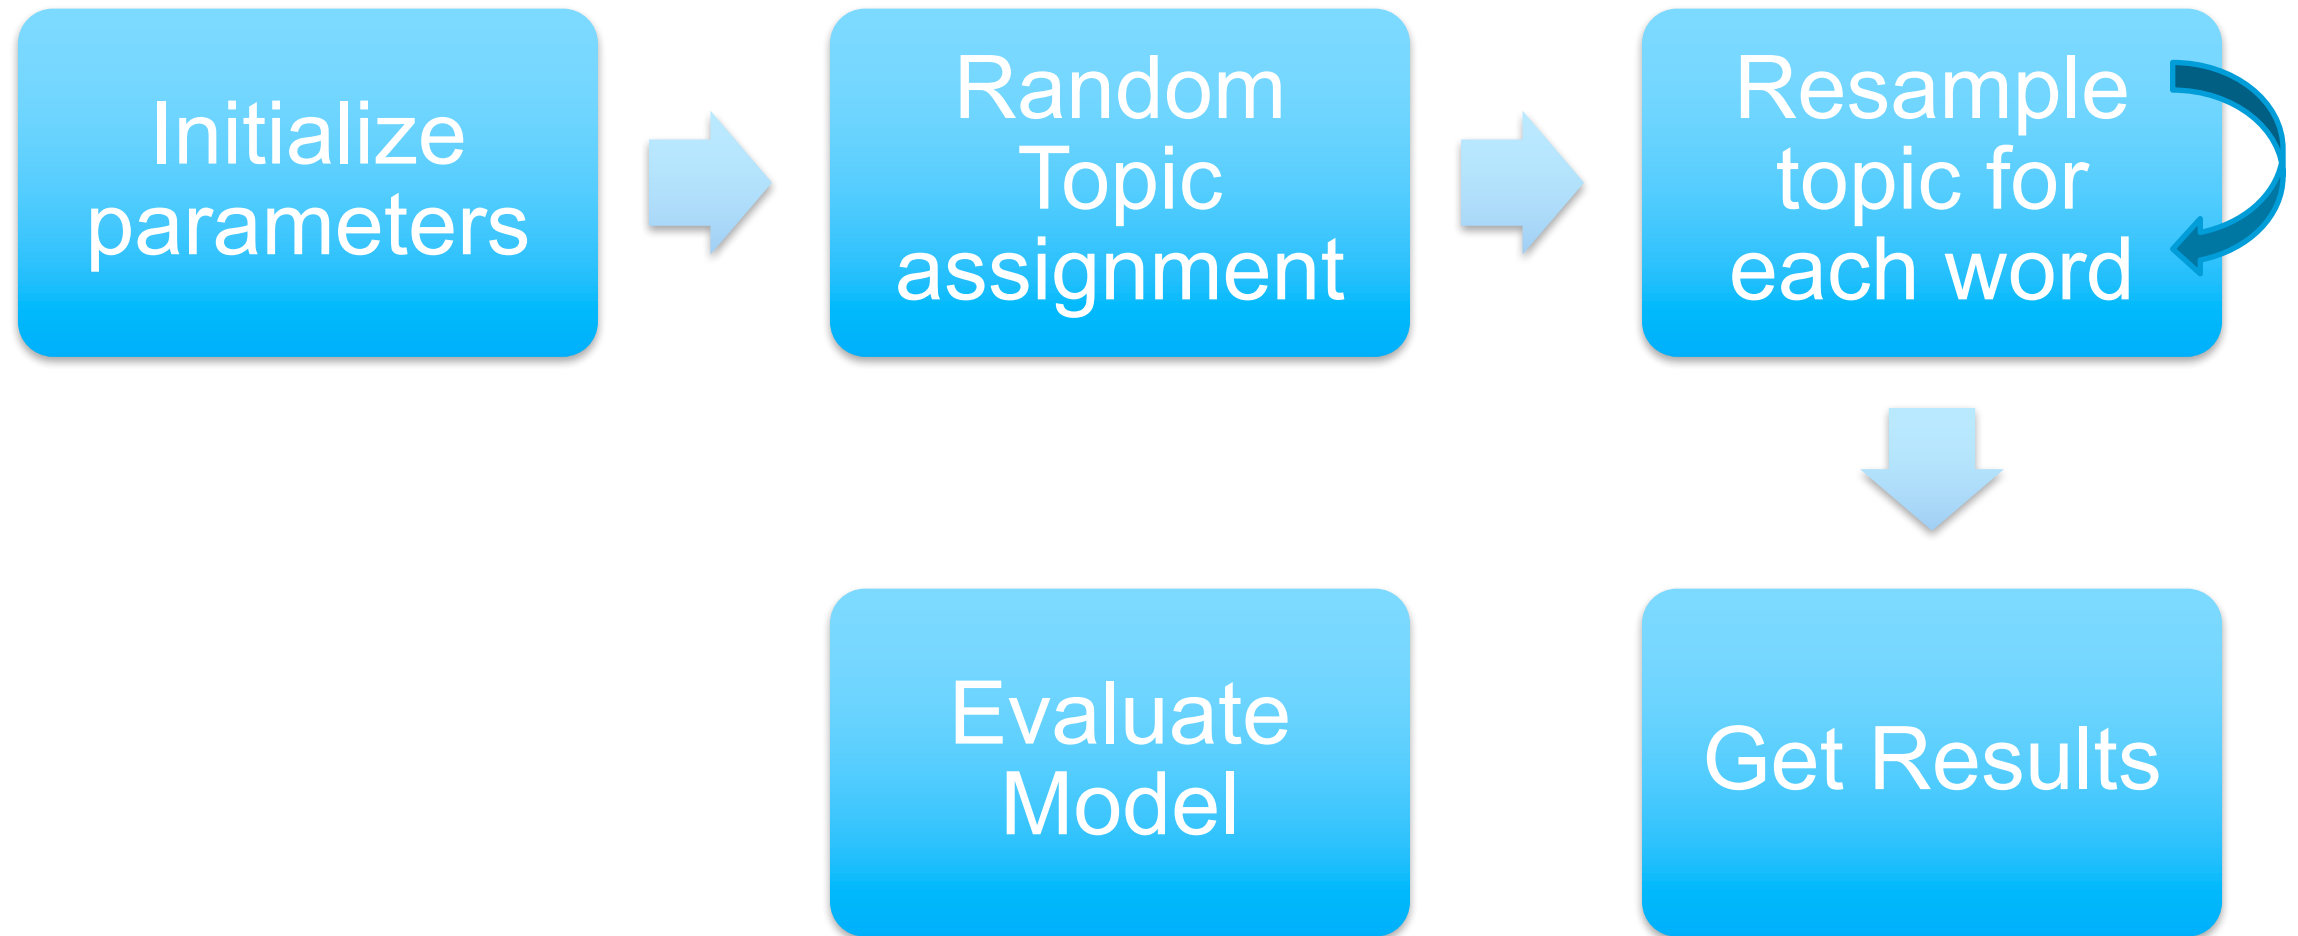 Initialize
parameters
Random
Topic
assignment
Resample
topic for
each word
Evaluate
Model
Get Results